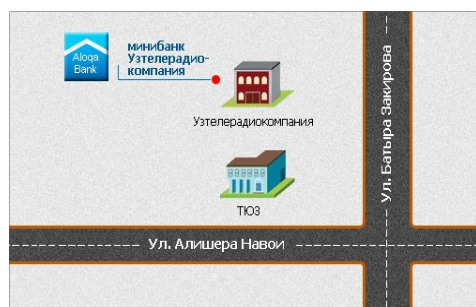 Aloqa
Bank
минибанк
Узтелерадио-
компания
Узтелерадиокомпания
Ул. Батыра Закирова
ТЮЗ
Ул. Алишера Навои